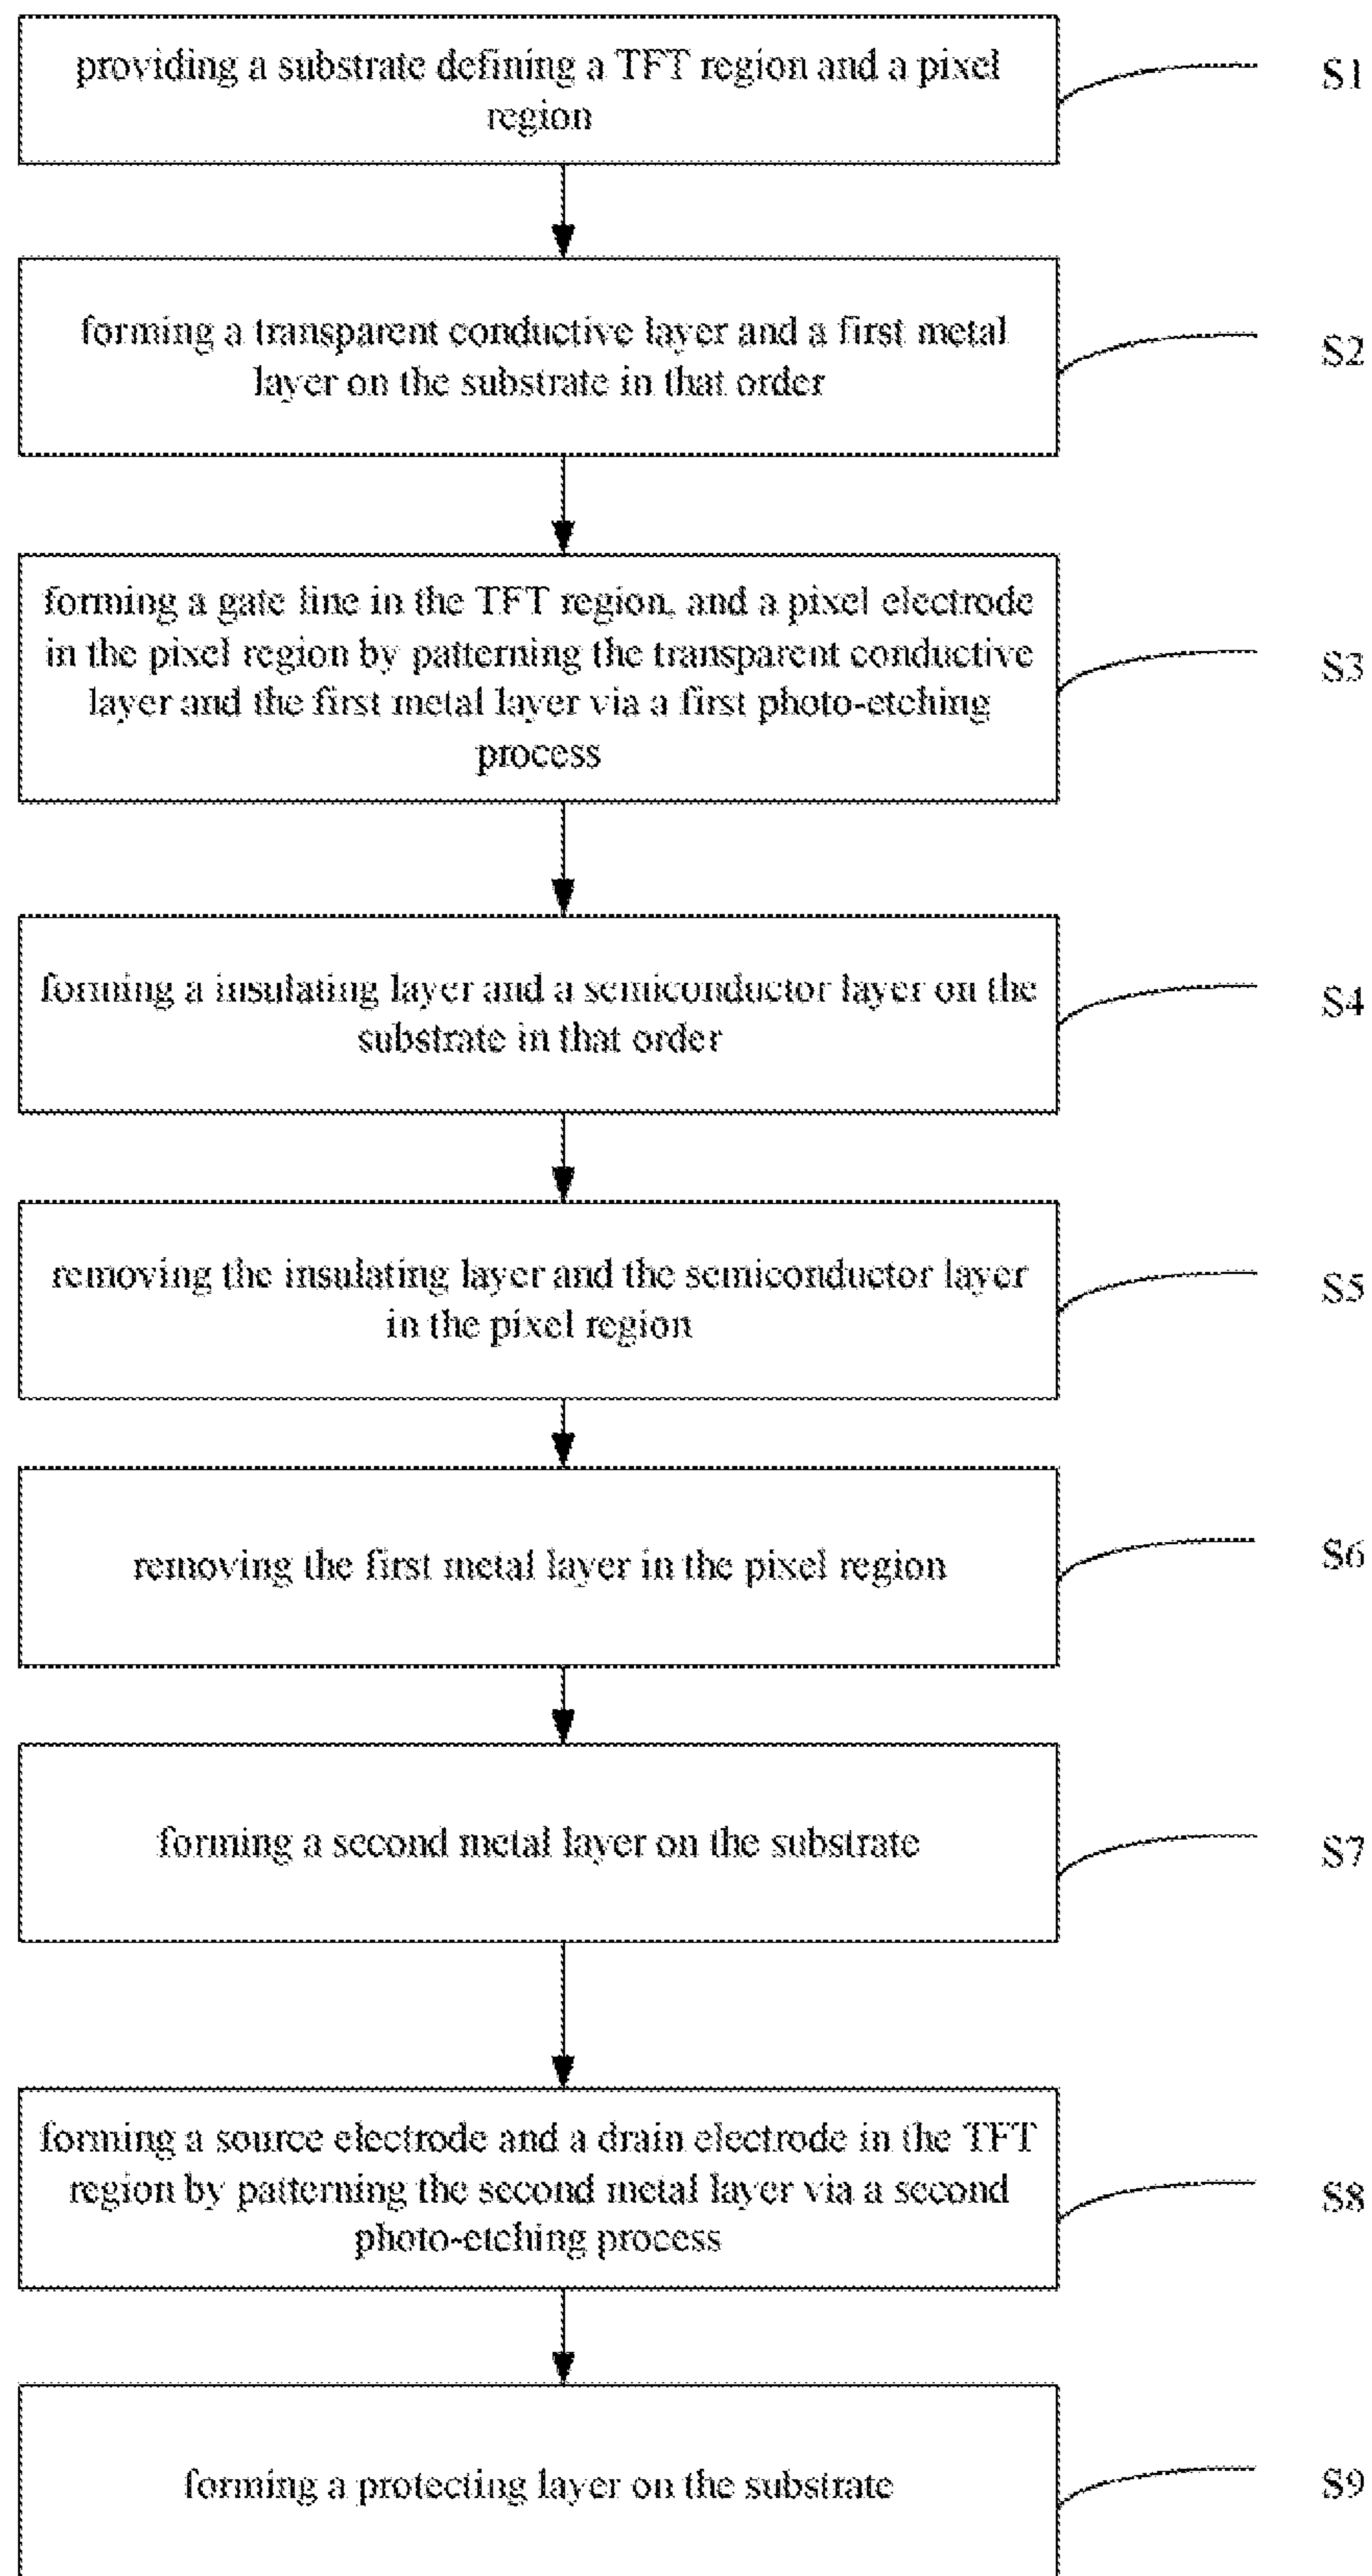 providing a substrate defining a TFT region and a pixel
region
S1
forming a transparent conductive layer and a first metal
layer on the substrate in that order
S2
forming a gate line in the TFT region, and a pixel electrode
in the pixel region by patterning the transparent conductive
layer and the first metal layer via a first photo-etching
process
S3
forming a insulating layer and a semiconductor layer on the
substrate in that order
S4
removing the insulating layer and the semiconductor layer
in the pixel region
S5
removing the first metal layer in the pixel region
S6
forming a second metal layer on the substrate
S7
forming a source electrode and a drain electrode in the TFT
region by patterning the second metal layer via a second
photo-etching process
S8
forming a protecting layer on the substrate
S9